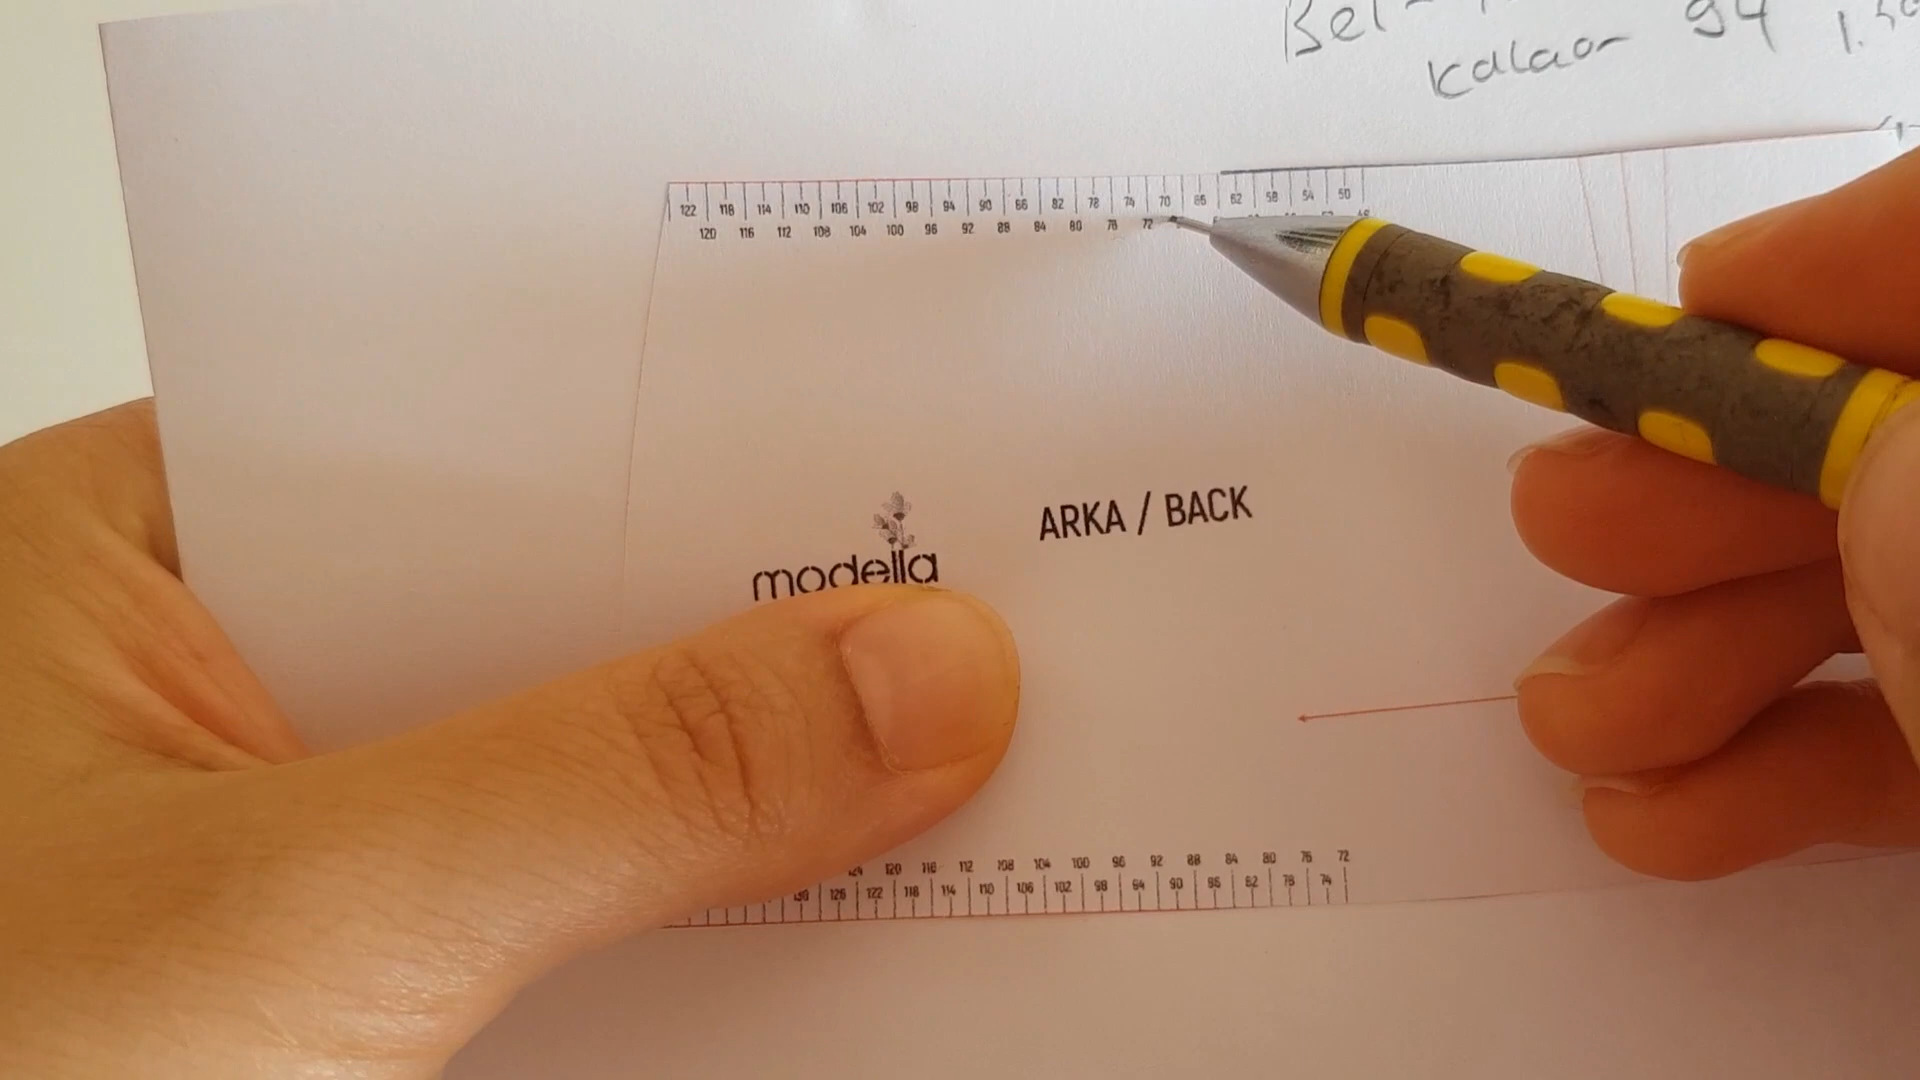 Bel
kalaor 94
122 118 114 110 106 102 98 94 90 86 82 78 74 70 66 62 58 54 50
120 116 112 108 104 100 96 92 88 84 80 76 72
ARKA / BACK
modella
124 120 116 112 108 104 100 96 92 88 84 80 76 72
130 126 122 118 114 110 106 102 98 94 90 86 82 78 74